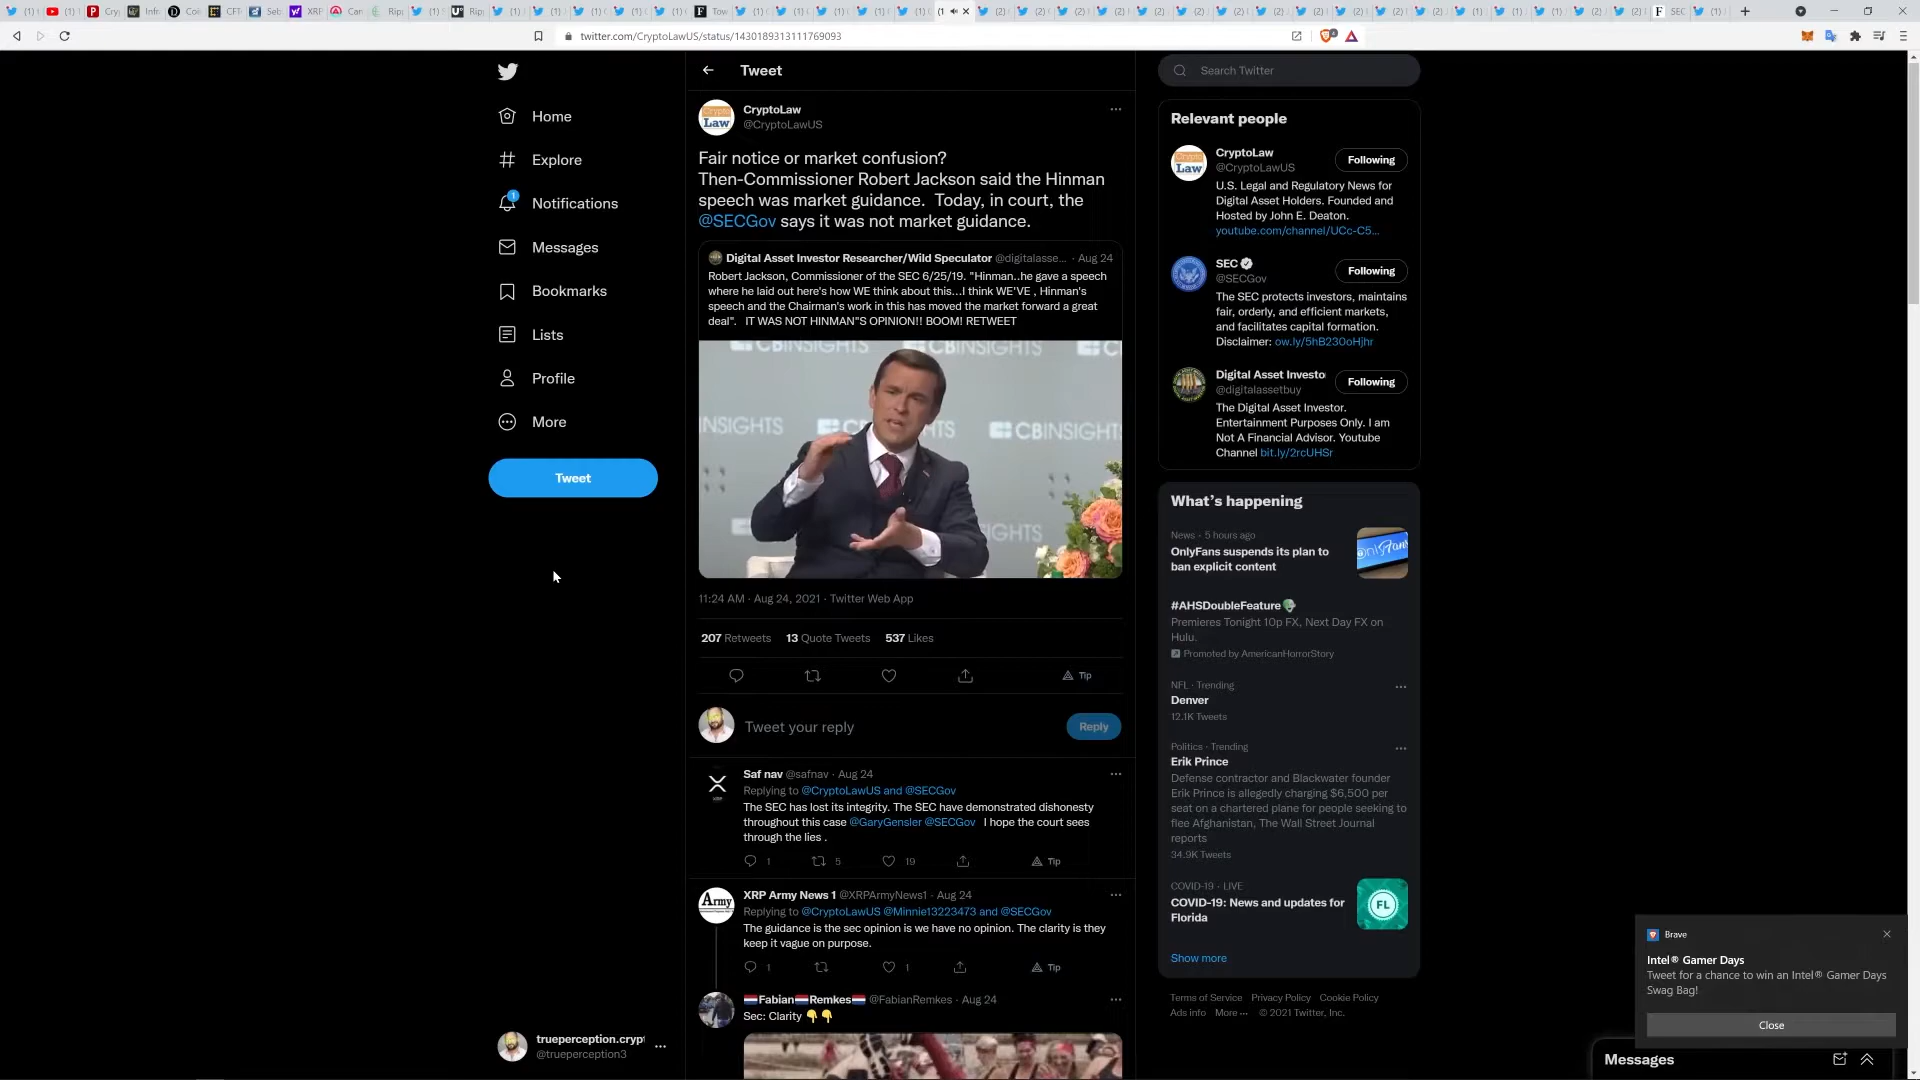 twitter.com/CryptoLawUS/status/1430189313111769093
Home
Explore
Notifications
Messages
Bookmarks
Lists
Profile
More
Tweet
trueperception.crypt
@trueperception3
Tweet
CryptoLaw
@CryptoLawUS
Fair notice or market confusion?
Then-Commissioner Robert Jackson said the Hinman
speech was market guidance. Today, in court, the
@SECGov says it was not market guidance.
Digital Asset Investor Researcher/Wild Speculator @digitalasse... · Aug 24
Robert Jackson, Commissioner of the SEC 6/25/19. "Hinman..he gave a speech
where he laid out here's how WE think about this...I think WE'VE , Hinman's
speech and the Chairman's work in this has moved the market forward a great
deal". IT WAS NOT HINMAN"S OPINION!! BOOM! RETWEET
CBINSIGHTS
CBINSIGHTS
INSIGHTS
CBINSIGHTS
11:24 AM · Aug 24, 2021 · Twitter Web App
207 Retweets 13 Quote Tweets 537 Likes
Tip
Tweet your reply
Reply
Saf nav @safnav · Aug 24
Replying to @CryptoLawUS and @SECGov
The SEC has lost its integrity. The SEC have demonstrated dishonesty
throughout this case @GaryGensler @SECGov I hope the court sees
through the lies .
1 5 19 Tip
XRP Army News 1 @XRPArmyNews1 · Aug 24
Replying to @CryptoLawUS @Minnie13223473 and @SECGov
The guidance is the sec opinion is we have no opinion. The clarity is they
keep it vague on purpose.
1 1 Tip
Fabian Remkes @FabianRemkes · Aug 24
Sec: Clarity 👇👇
Search Twitter
Relevant people
CryptoLaw
@CryptoLawUS
Following
U.S. Legal and Regulatory News for
Digital Asset Holders. Founded and
Hosted by John E. Deaton.
youtube.com/channel/UCc-C5...
SEC
@SECGov
Following
The SEC protects investors, maintains
fair, orderly, and efficient markets,
and facilitates capital formation.
Disclaimer: ow.ly/5hB230oHjhr
Digital Asset Investo
@digitalassetbuy
Following
The Digital Asset Investor.
Entertainment Purposes Only. I am
Not A Financial Advisor. Youtube
Channel bit.ly/2rcUHSr
What's happening
News · 5 hours ago
OnlyFans suspends its plan to
ban explicit content
#AHSDoubleFeature
Premieres Tonight 10p FX, Next Day FX on
Hulu.
Promoted by AmericanHorrorStory
NFL · Trending
Denver
12.1K Tweets
Politics · Trending
Erik Prince
Defense contractor and Blackwater founder
Erik Prince is allegedly charging $6,500 per
seat on a chartered plane for people seeking to
flee Afghanistan, The Wall Street Journal
reports
34.9K Tweets
COVID-19 · LIVE
COVID-19: News and updates for
Florida
FL
Show more
Terms of Service Privacy Policy Cookie Policy
Ads info More ··· © 2021 Twitter, Inc.
Brave
Intel® Gamer Days
Tweet for a chance to win an Intel® Gamer Days
Swag Bag!
Close
Messages